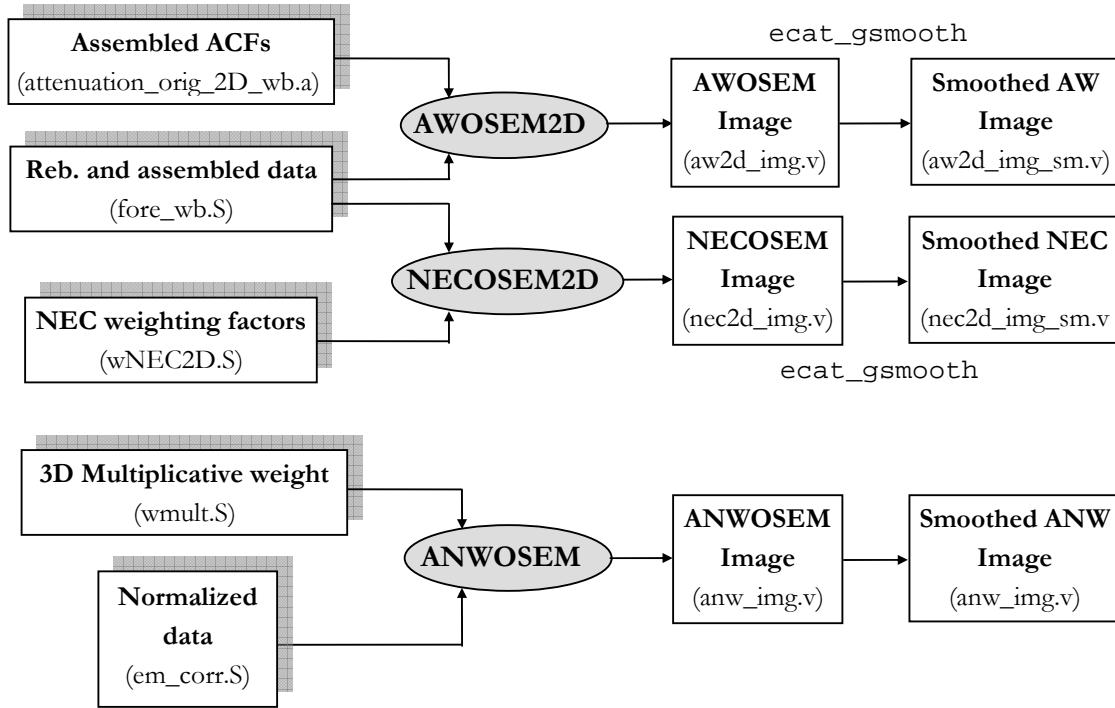 ecat_gsmooth
Assembled ACFs
(attenuation_orig_2D_wb.a)
AWOSEM2D
AWOSEM
Image
(aw2d_img.v)
Smoothed AW
Image
(aw2d_img_sm.v)
Reb. and assembled data
(fore_wb.S)
NECOSEM2D
NECOSEM
Image
(nec2d_img.v)
Smoothed NEC
Image
(nec2d_img_sm.v
NEC weighting factors
(wNEC2D.S)
ecat_gsmooth
3D Multiplicative weight
(wmult.S)
ANWOSEM
ANWOSEM
Image
(anw_img.v)
Smoothed ANW
Image
(anw_img.v)
Normalized
data
(em_corr.S)